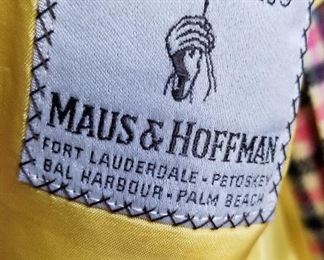 MAUS & HOFFMAN
FORT LAUDERDALE - PETOSKEY
BAL HARBOUR - PALM BEACH